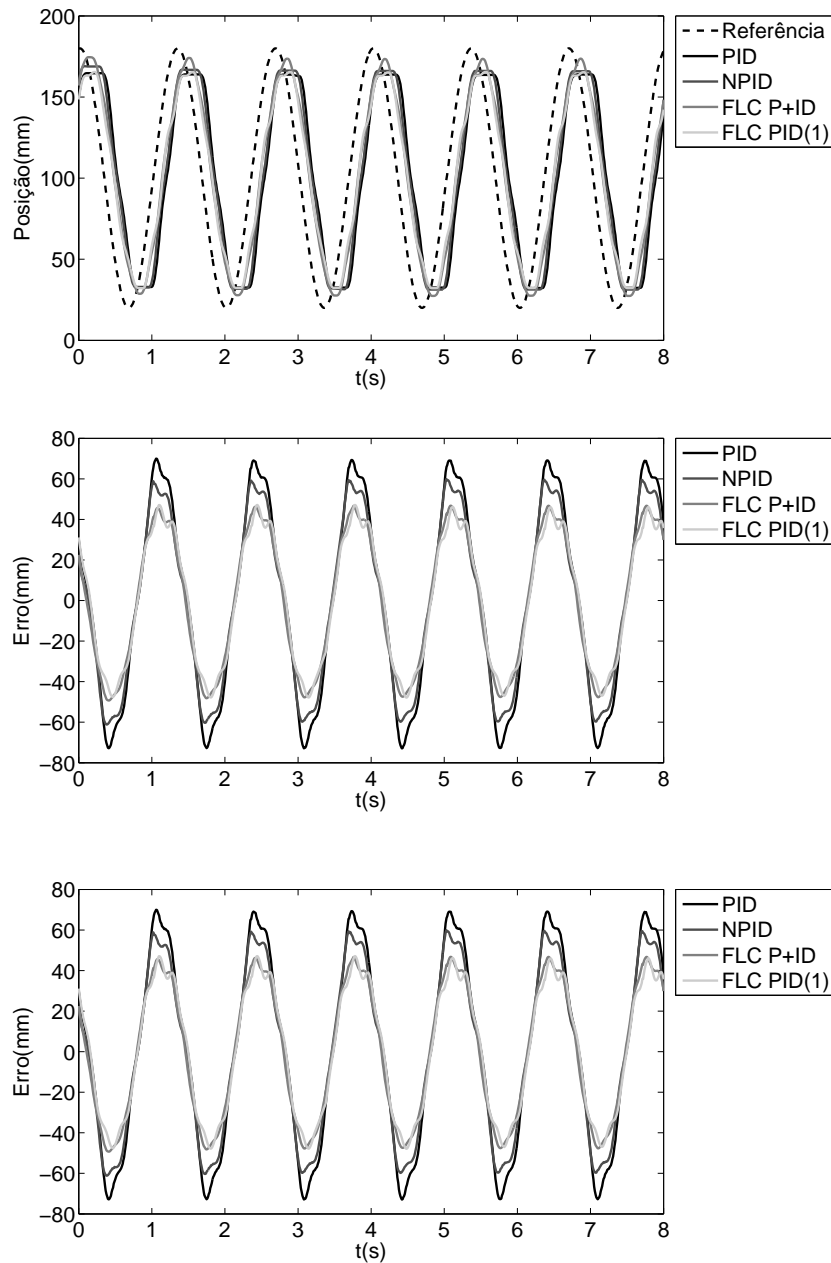 200
150
100
50
0
Posição(mm)
0 1 2 3 4 5 6 7 8
t(s)
Referência
PID
NPID
FLC P+ID
FLC PID(1)
80
60
40
20
0
−20
−40
−60
−80
Erro(mm)
0 1 2 3 4 5 6 7 8
t(s)
PID
NPID
FLC P+ID
FLC PID(1)
80
60
40
20
0
−20
−40
−60
−80
Erro(mm)
0 1 2 3 4 5 6 7 8
t(s)
PID
NPID
FLC P+ID
FLC PID(1)